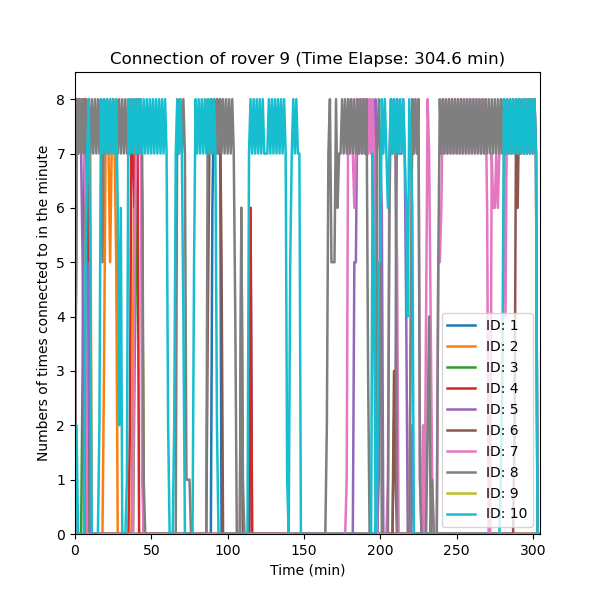 Connection of rover 9 (Time Elapse: 304.6 min)
Numbers of times connected to in the minute
8
7
6
5
4
3
2
1
0
ID: 1
ID: 2
ID: 3
ID: 4
ID: 5
ID: 6
ID: 7
ID: 8
ID: 9
ID: 10
0 50 100 150 200 250 300
Time (min)